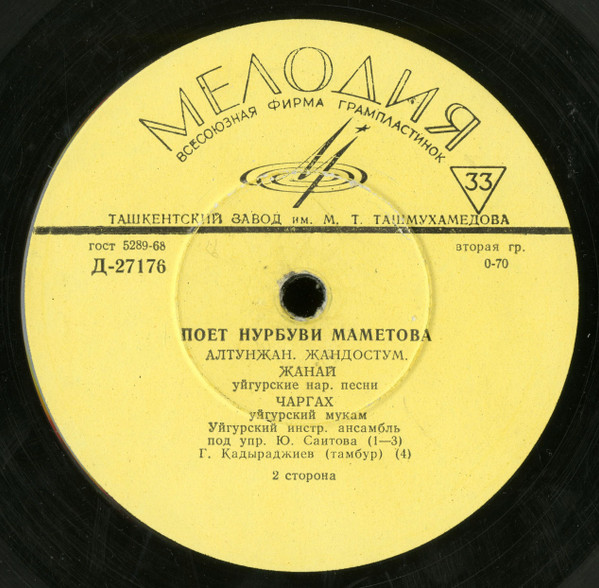 МЕЛОДИЯ
ВСЕСОЮЗНАЯ ФИРМА ГРАМПЛАСТИНОК
33
ТАШКЕНТСКИЙ ЗАВОД им. М. Т. ТАШМУХАМЕДОВА
гост 5289-68
вторая гр.
Д-27176
0-70
ПОЕТ НУРБУВИ МАМЕТОВА
АЛТУНЖАН. ЖАНДОСТУМ.
ЖАНАЙ
уйгурские нар. песни
ЧАРГАХ
уйгурский мукам
Уйгурский инстр. ансамбль
под упр. Ю. Саитова (1—3)
Г. Кадыраджиев (тамбур) (4)
2 сторона